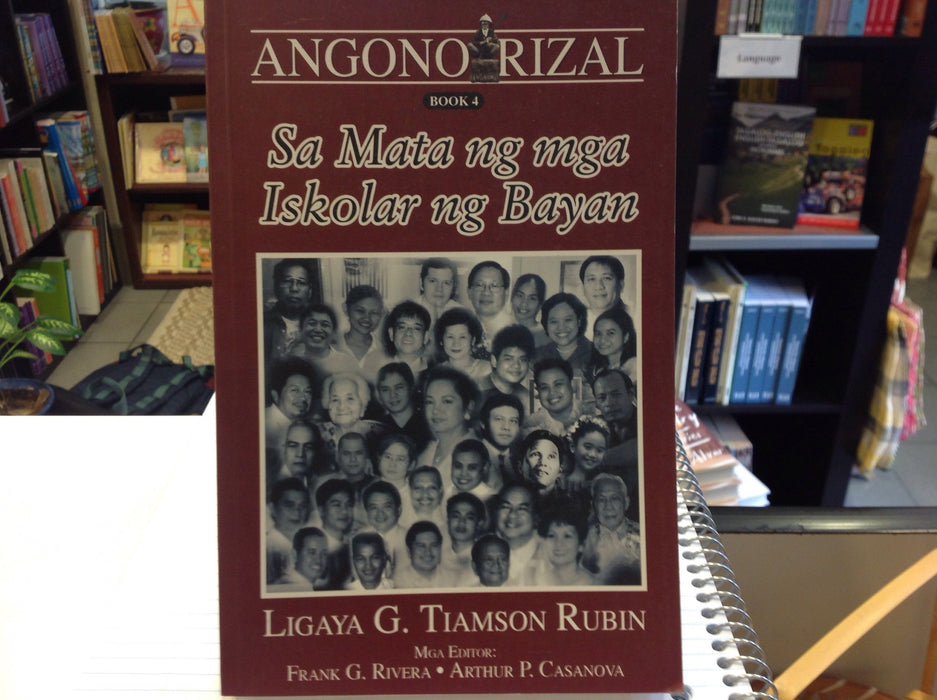 ANGONO RIZAL
BOOK 4
Sa Mata ng mga
Iskolar ng Bayan
LIGAYA G. TIAMSON RUBIN
MGA EDITOR:
FRANK G. RIVERA • ARTHUR P. CASANOVA
Language